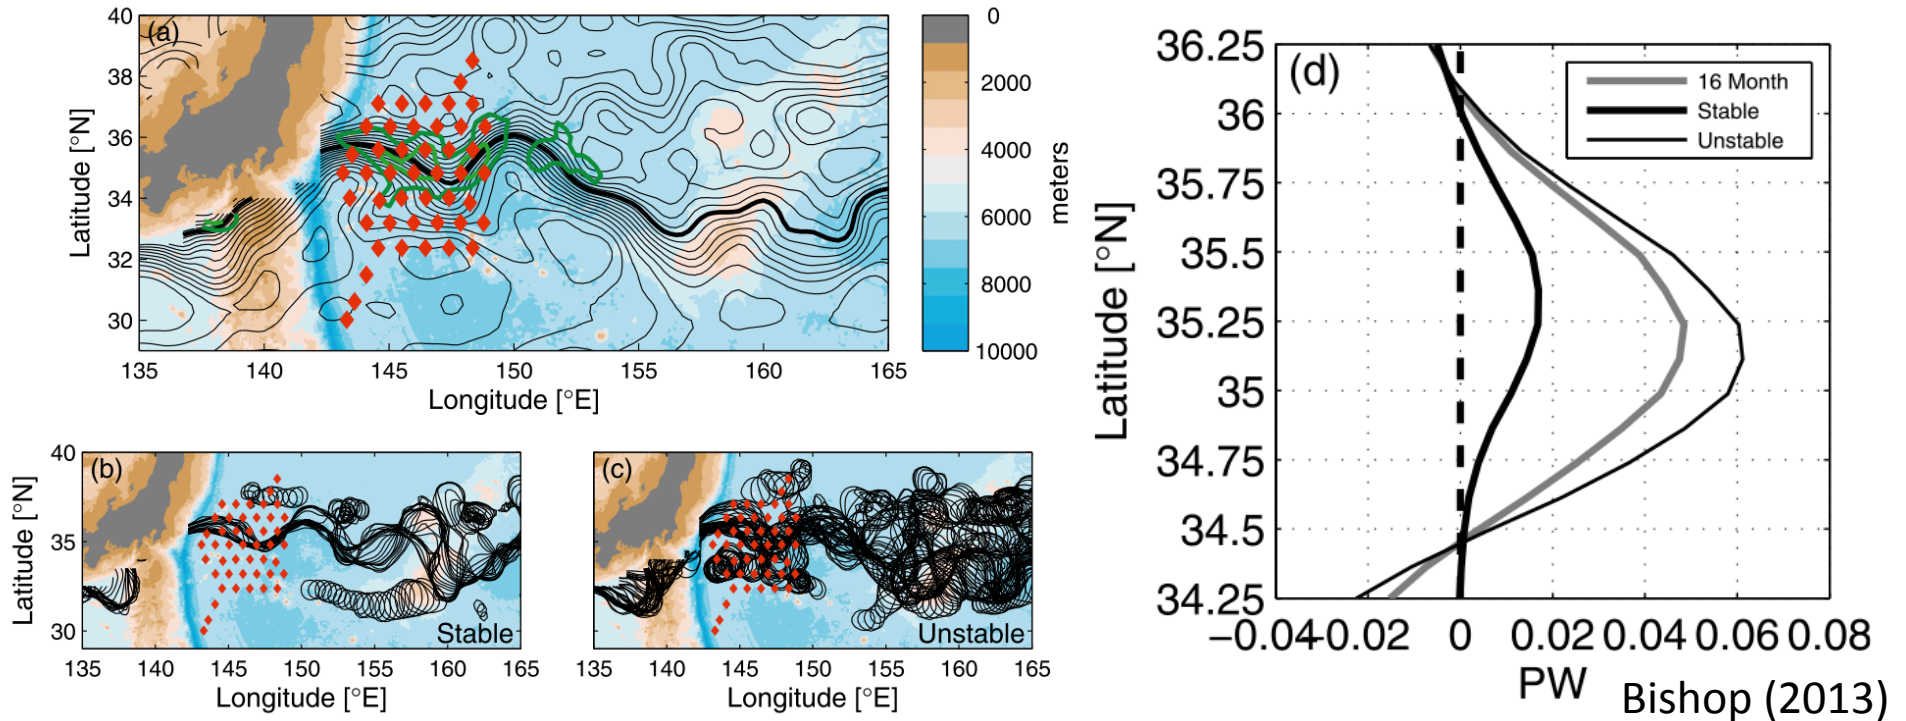 (a)
40
38
36
34
32
30
Latitude [°N]
135 140 145 150 155 160 165
Longitude [°E]
0
2000
4000
6000
8000
10000
meters
(b)
40
35
30
Latitude [°N]
Stable
135 140 145 150 155 160 165
Longitude [°E]
(c)
Unstable
135 140 145 150 155 160 165
Longitude [°E]
(d)
36.25
36
35.75
35.5
35.25
35
34.75
34.5
34.25
Latitude [°N]
16 Month
Stable
Unstable
−0.04 −0.02 0 0.02 0.04 0.06 0.08
PW
Bishop (2013)